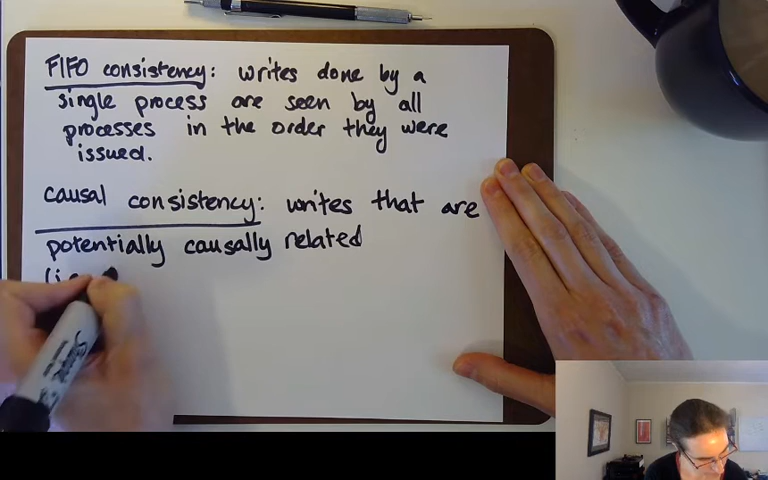 FIFO consistency: writes done by a
single process are seen by all
processes in the order they were
issued.
causal consistency: writes that are
potentially causally related
(i.e.